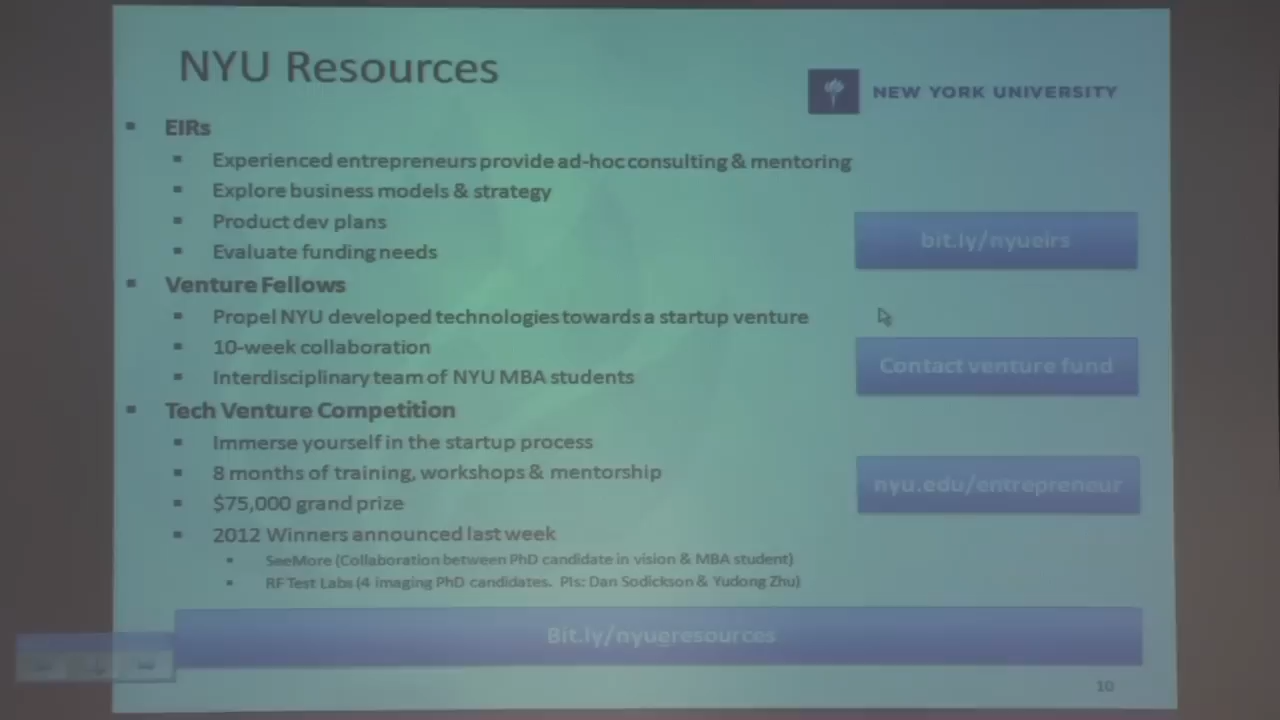 NYU Resources
NEW YORK UNIVERSITY
EIRs
Experienced entrepreneurs provide ad-hoc consulting & mentoring
Explore business models & strategy
Product dev plans
Evaluate funding needs
bit.ly/nyueirs
Venture Fellows
Propel NYU developed technologies towards a startup venture
10-week collaboration
Interdisciplinary team of NYU MBA students
Contact venture fund
Tech Venture Competition
Immerse yourself in the startup process
8 months of training, workshops & mentorship
$75,000 grand prize
2012 Winners announced last week
nyu.edu/entrepreneur
SeeMore (Collaboration between PhD candidate in vision & MBA student)
RF Test Labs (4 imaging PhD candidates. PIs: Dan Sodickson & Yudong Zhu)
Bit.ly/nyueresources
10